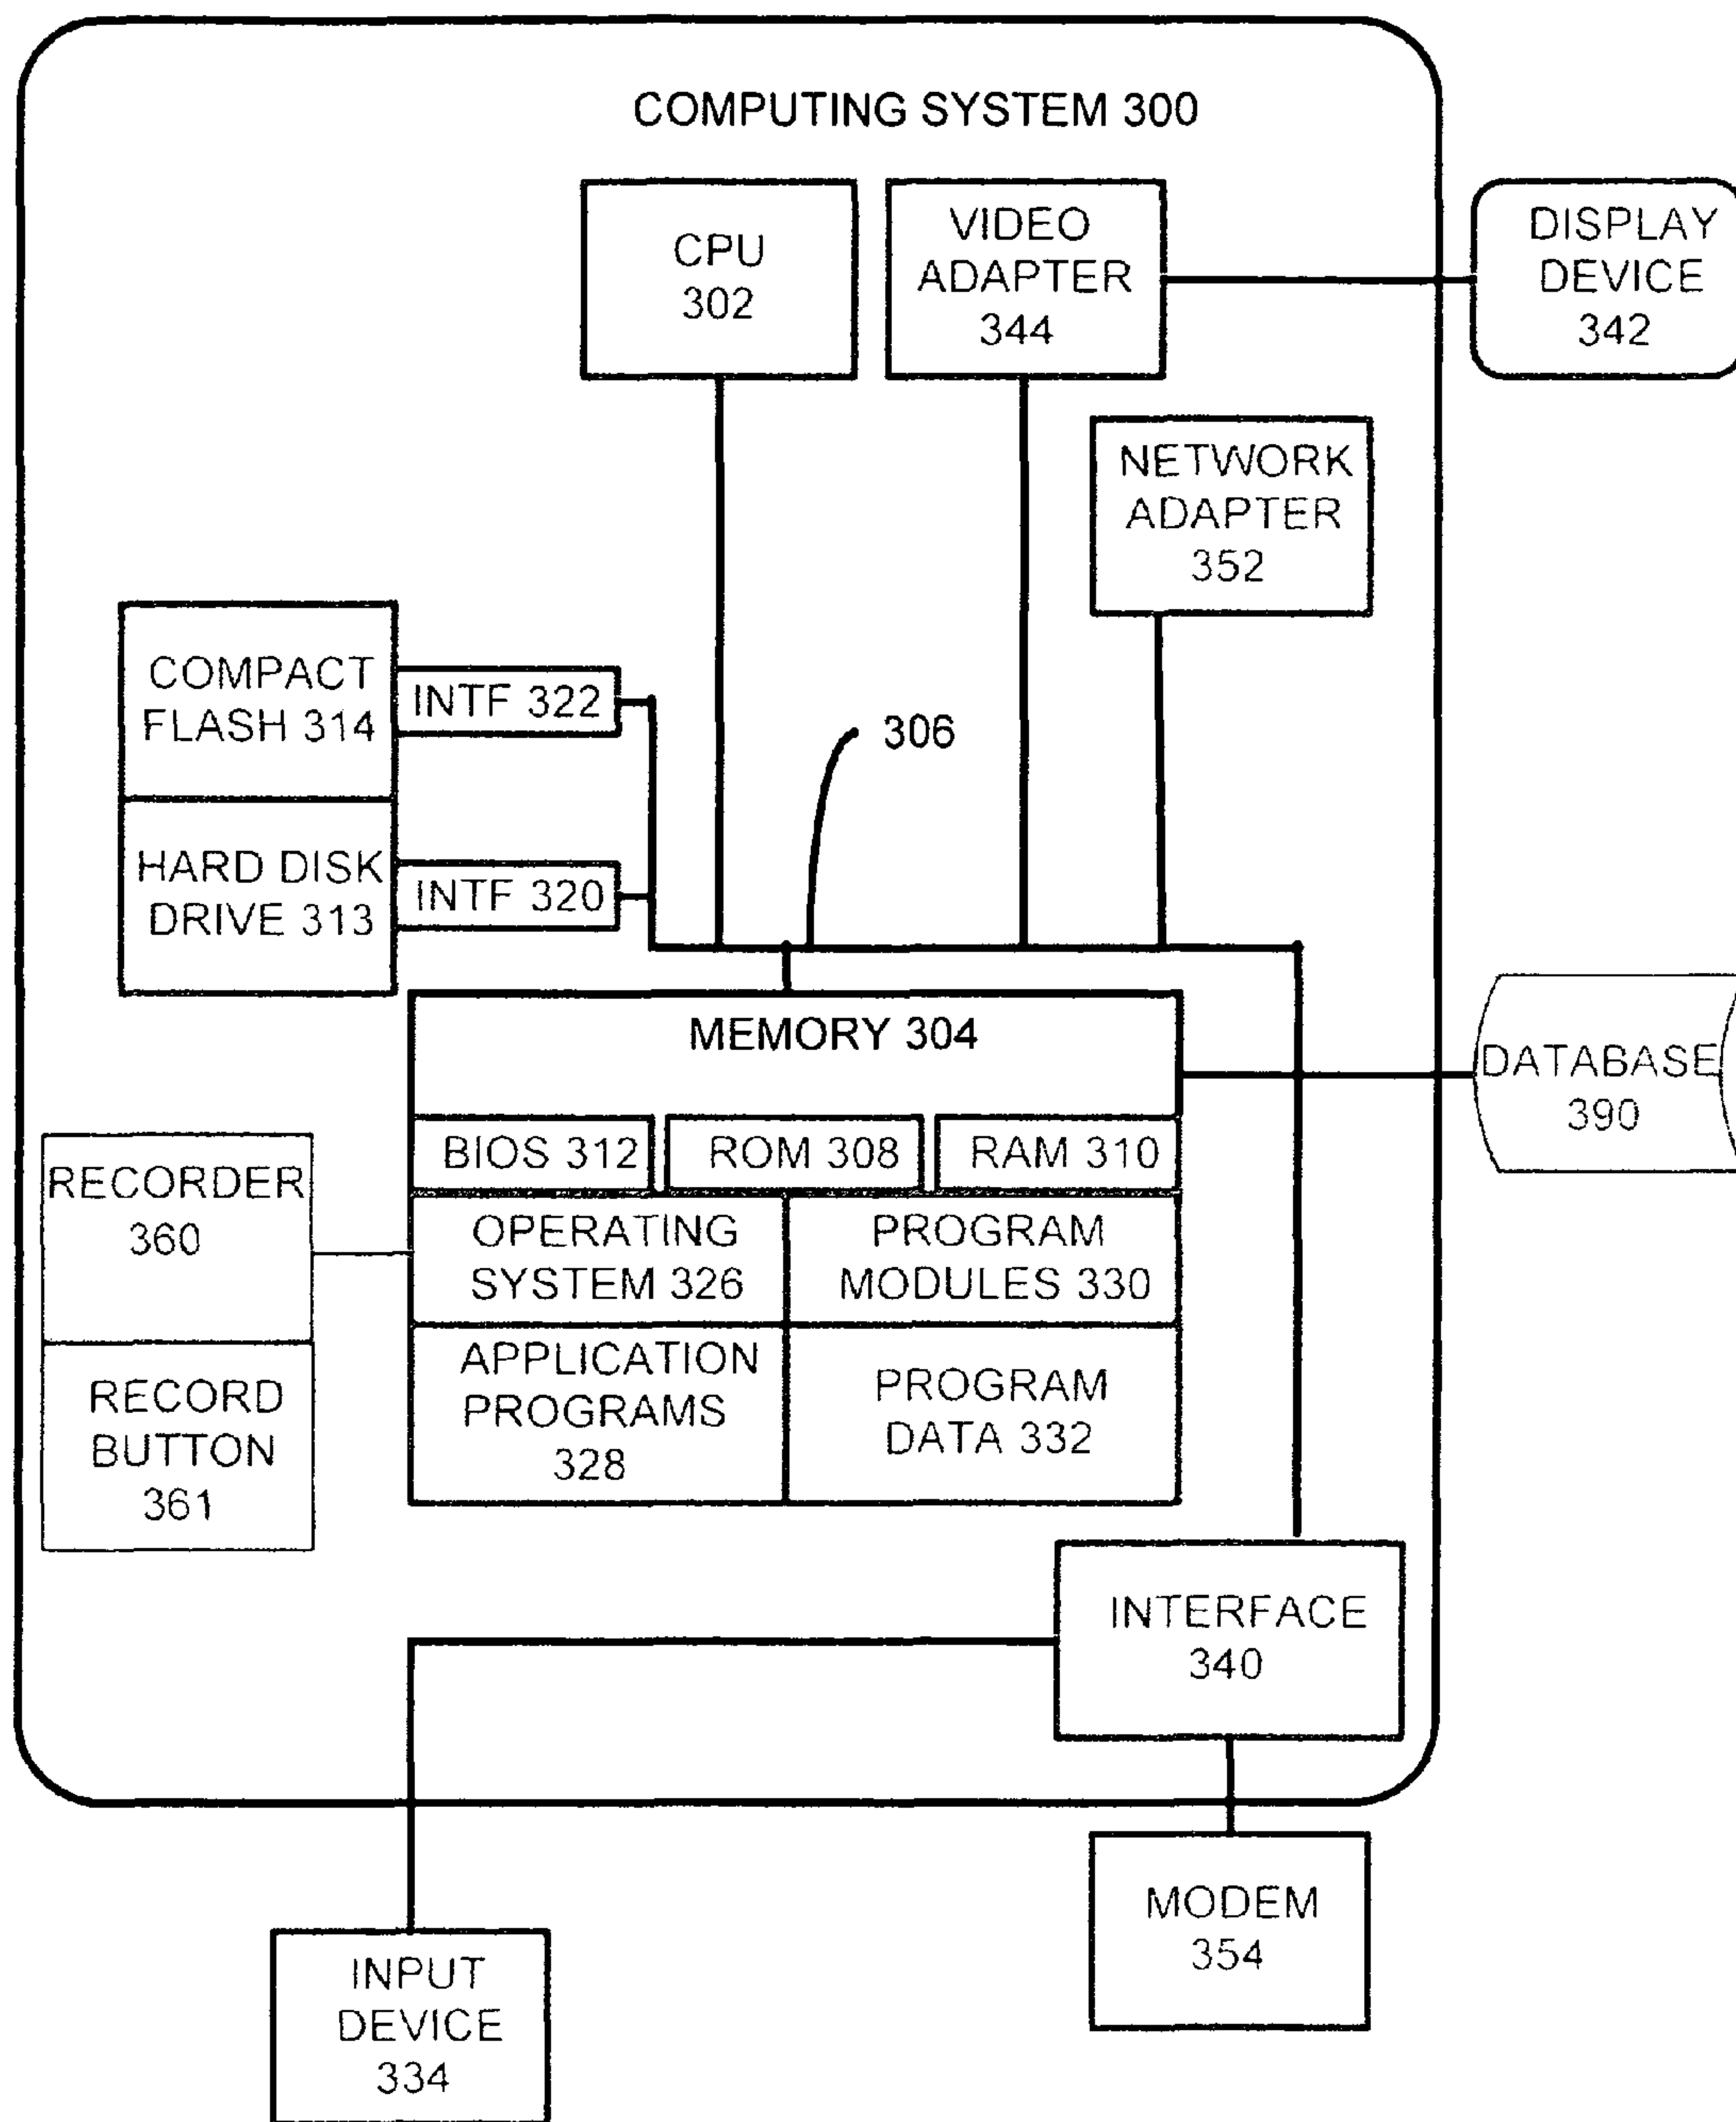 COMPUTING SYSTEM 300
CPU
302
VIDEO
ADAPTER
344
DISPLAY
DEVICE
342
NETWORK
ADAPTER
352
COMPACT
FLASH 314
INTF 322
306
HARD DISK
DRIVE 313
INTF 320
MEMORY 304
DATABASE
390
BIOS 312
ROM 308
RAM 310
RECORDER
360
OPERATING
SYSTEM 326
PROGRAM
MODULES 330
RECORD
BUTTON
361
APPLICATION
PROGRAMS
328
PROGRAM
DATA 332
INTERFACE
340
MODEM
354
INPUT
DEVICE
334